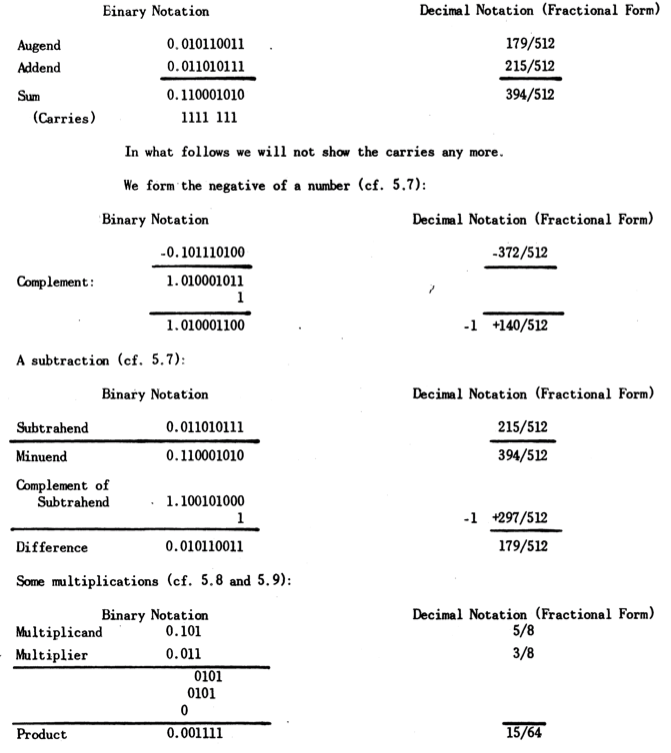 Binary Notation Decimal Notation (Fractional Form)
Augend 0.010110011 179/512
Addend 0.011010111 215/512
Sum 0.110001010 394/512
(Carries) 1111 111
In what follows we will not show the carries any more.
We form the negative of a number (cf. 5.7):
Binary Notation Decimal Notation (Fractional Form)
-0.101110100 -372/512
Complement: 1.010001011
1
1.010001100 -1 +140/512
A subtraction (cf. 5.7):
Binary Notation Decimal Notation (Fractional Form)
Subtrahend 0.011010111 215/512
Minuend 0.110001010 394/512
Complement of
Subtrahend 1.100101000
1 -1 +297/512
Difference 0.010110011 179/512
Some multiplications (cf. 5.8 and 5.9):
Binary Notation Decimal Notation (Fractional Form)
Multiplicand 0.101 5/8
Multiplier 0.011 3/8
0101
0101
0
Product 0.001111 15/64